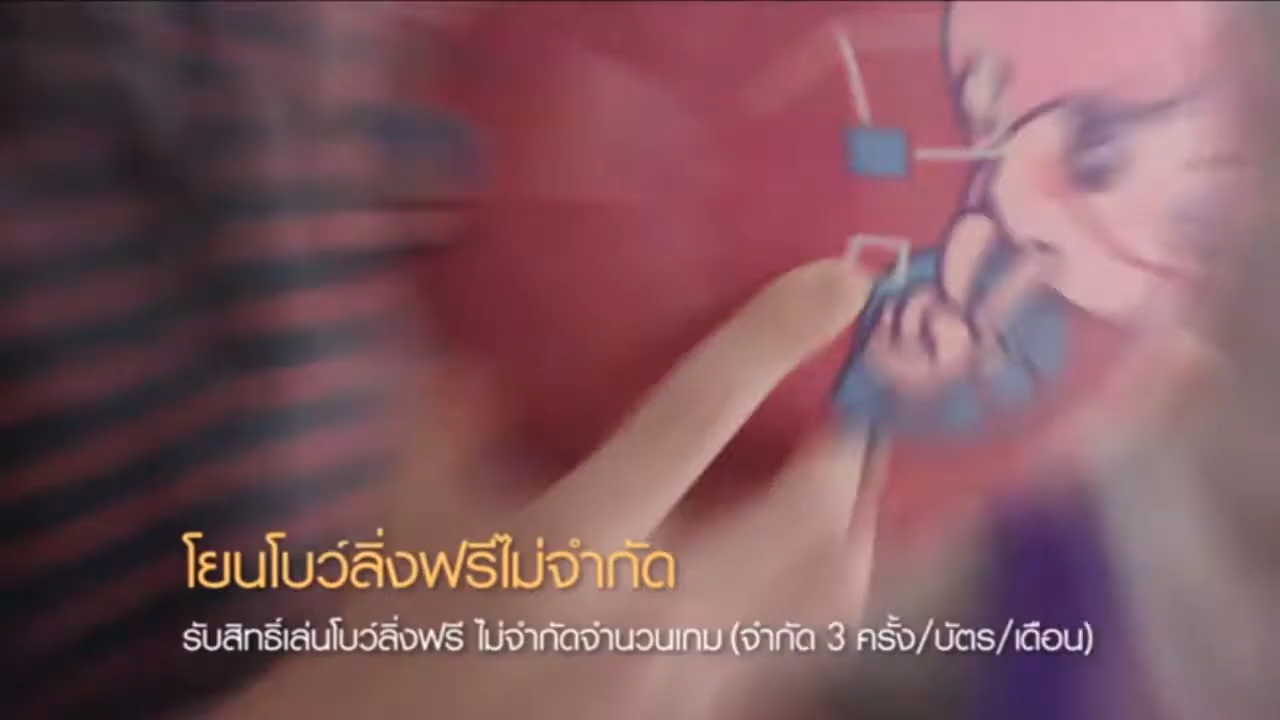 โยนโบว์ลิ่งฟรีไม่จำกัด
รับสิทธิ์เล่นโบว์ลิ่งฟรี ไม่จำกัดจำนวนเกม (จำกัด 3 ครั้ง/บัตร/เดือน)